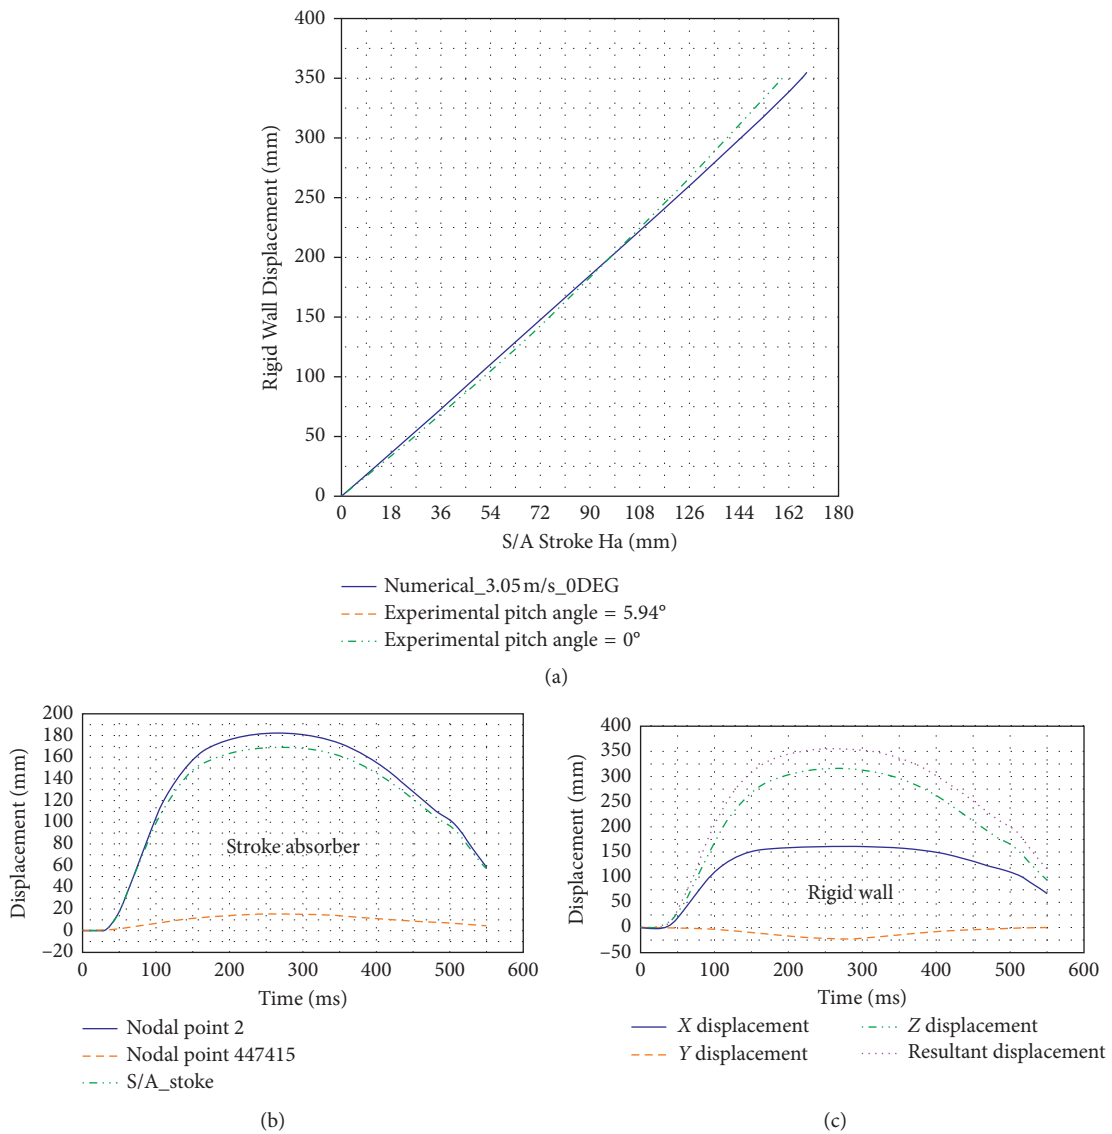 400
350
300
250
200
150
100
50
0
Rigid Wall Displacement (mm)
0 18 36 54 72 90 108 126 144 162 180
S/A Stroke Ha (mm)
Numerical_3.05 m/s_0DEG
Experimental pitch angle = 5.94°
Experimental pitch angle = 0°
(a)
200
180
160
140
120
100
80
60
40
20
0
−20
Displacement (mm)
Stroke absorber
0 100 200 300 400 500 600
Time (ms)
Nodal point 2
Nodal point 447415
S/A_stoke
(b)
400
350
300
250
200
150
100
50
0
−50
Displacement (mm)
Rigid wall
0 100 200 300 400 500 600
Time (ms)
X displacement
Y displacement
Z displacement
Resultant displacement
(c)